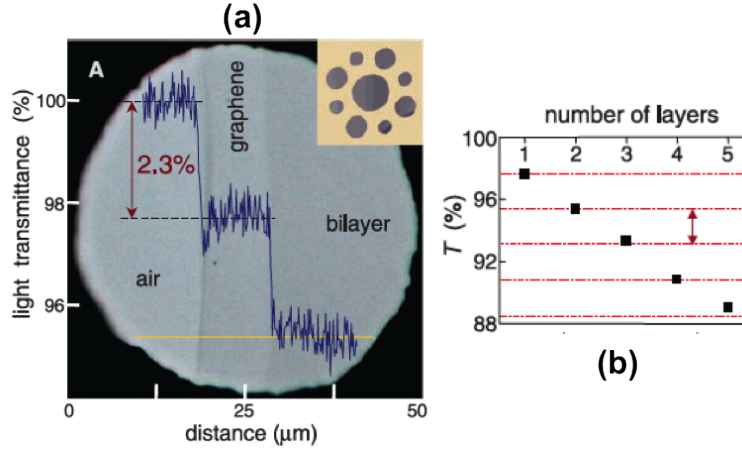 (a)
A
graphene
100
2.3%
98
bilayer
air
96
light transmittance (%)
0
25
50
distance (μm)
number of layers
1 2 3 4 5
100
96
92
88
T (%)
(b)